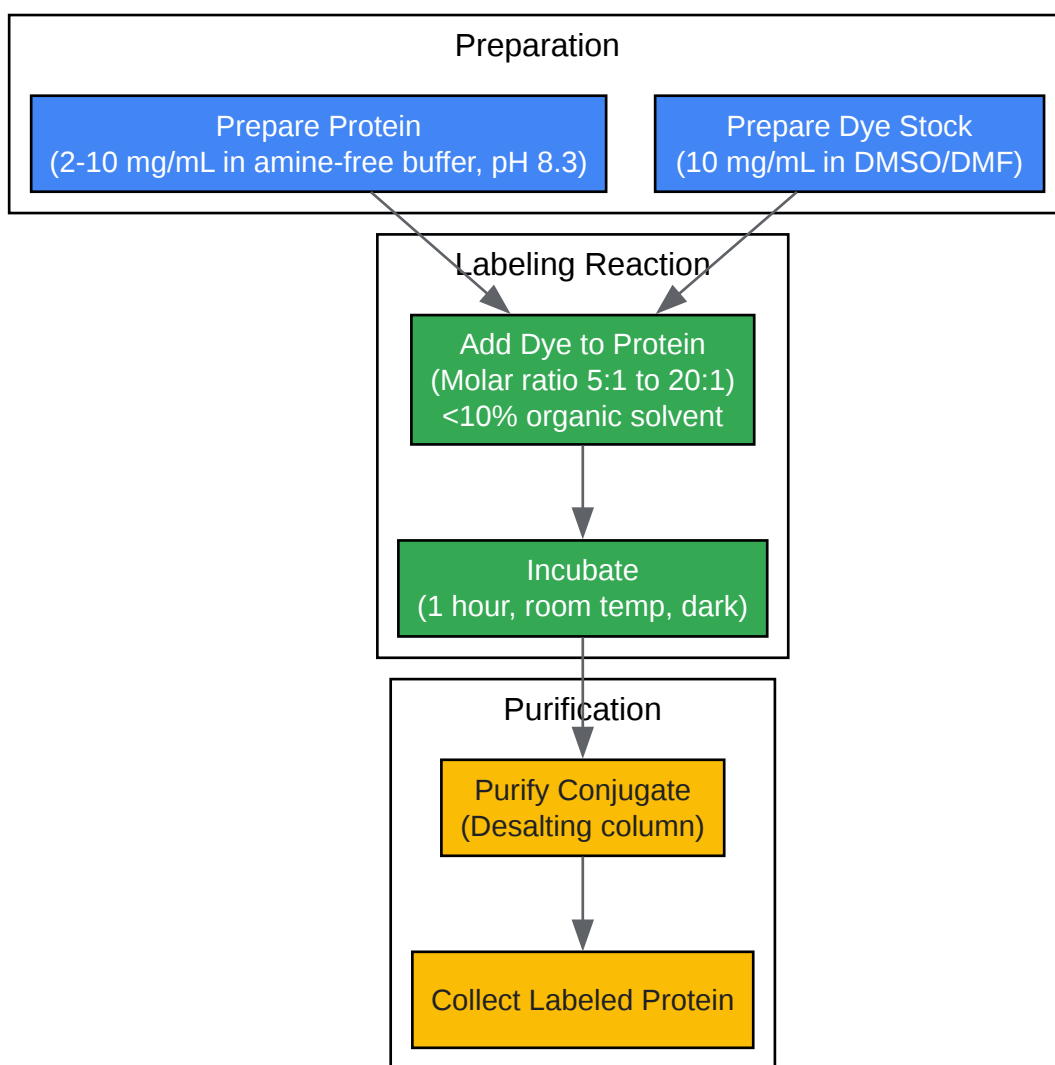 Preparation
Prepare Protein
(2-10 mg/mL in amine-free buffer, pH 8.3)
Prepare Dye Stock
(10 mg/mL in DMSO/DMF)
Labeling Reaction
Add Dye to Protein
(Molar ratio 5:1 to 20:1)
<10% organic solvent
Incubate
(1 hour, room temp, dark)
Purification
Purify Conjugate
(Desalting column)
Collect Labeled Protein